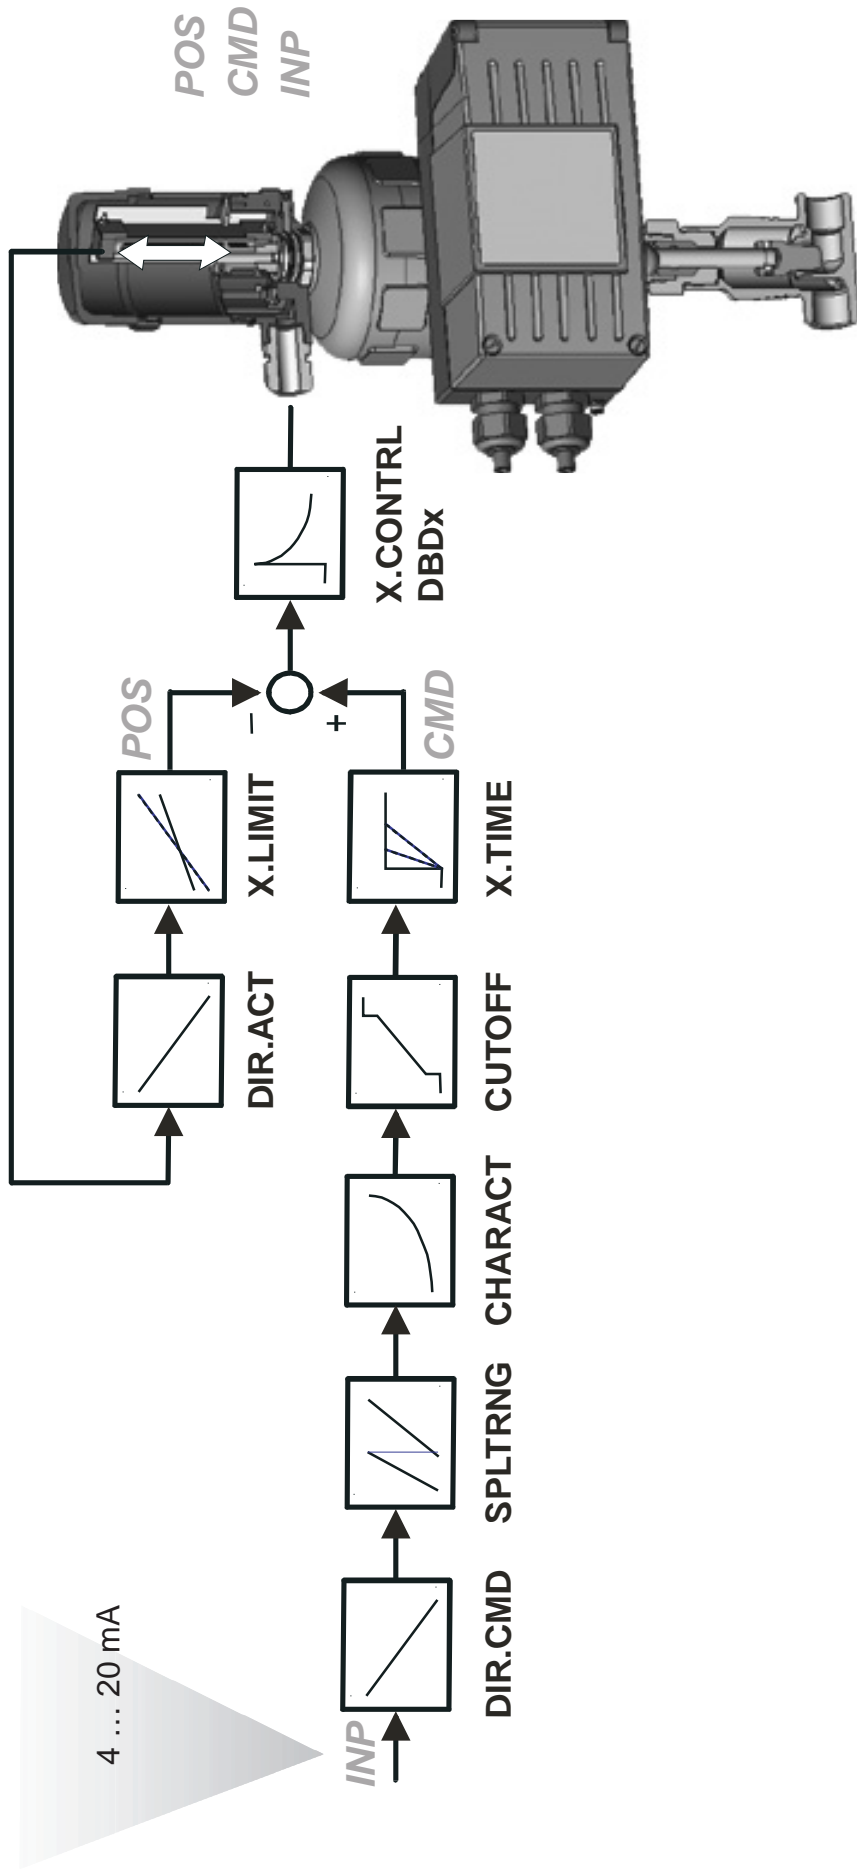 4 … 20 mA
INP
DIR.CMD
SPLTRNG
CHARACT
CUTOFF
X.TIME
CMD
DIR.ACT
X.LIMIT
POS
–
+
X.CONTRL
DBDx
POS
CMD
INP